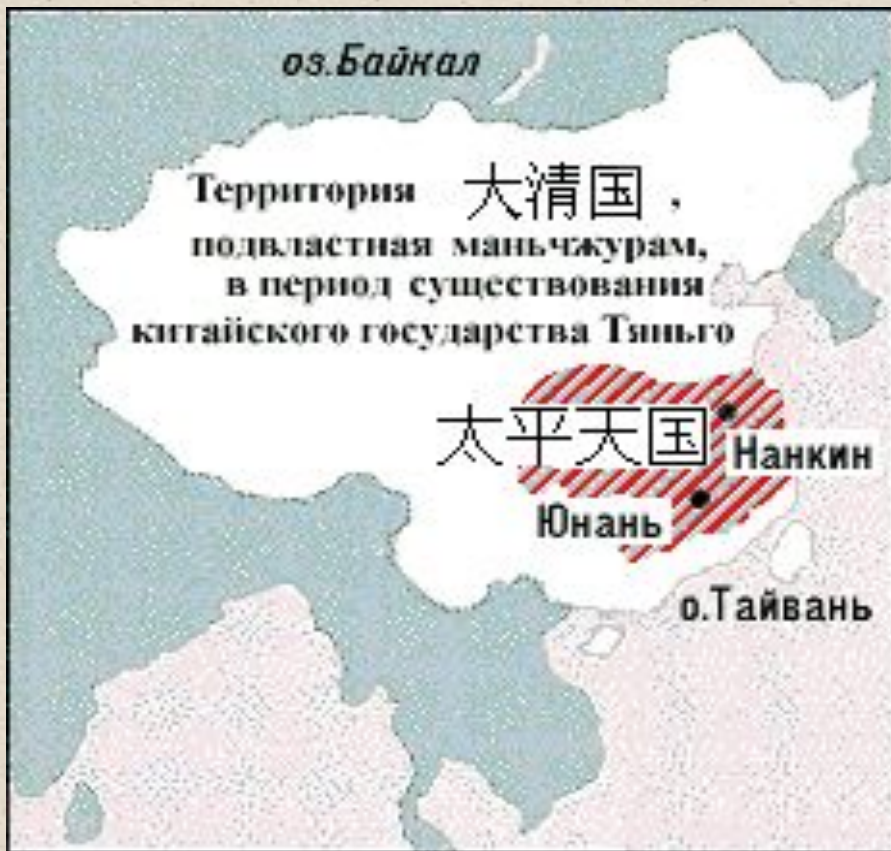 оз.Байкал
Территория 大清国 ,
подвластная маньчжурам,
в период существования
китайского государства Тяньго
太平天国
Нанкин
Юнань
о.Тайвань